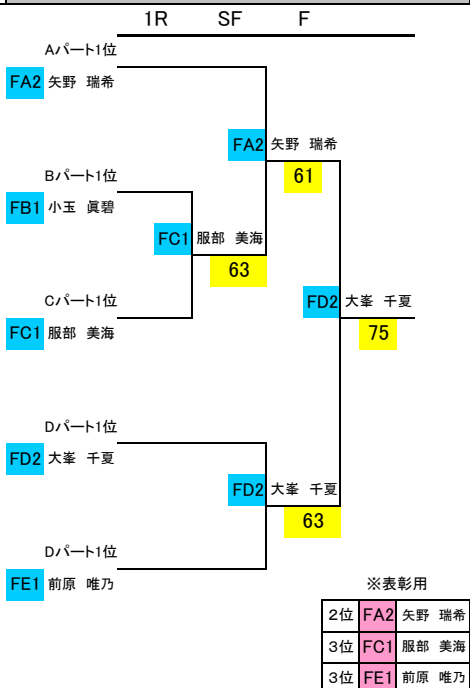 1R SF F
Aパート1位
FA2 矢野 瑞希
FA2 矢野 瑞希
61
Bパート1位
FB1 小玉 眞碧
FC1 服部 美海
63
Cパート1位
FC1 服部 美海
FD2 大峯 千夏
75
Dパート1位
FD2 大峯 千夏
FD2 大峯 千夏
63
Dパート1位
FE1 前原 唯乃
※表彰用
2位 FA2 矢野 瑞希
3位 FC1 服部 美海
3位 FE1 前原 唯乃